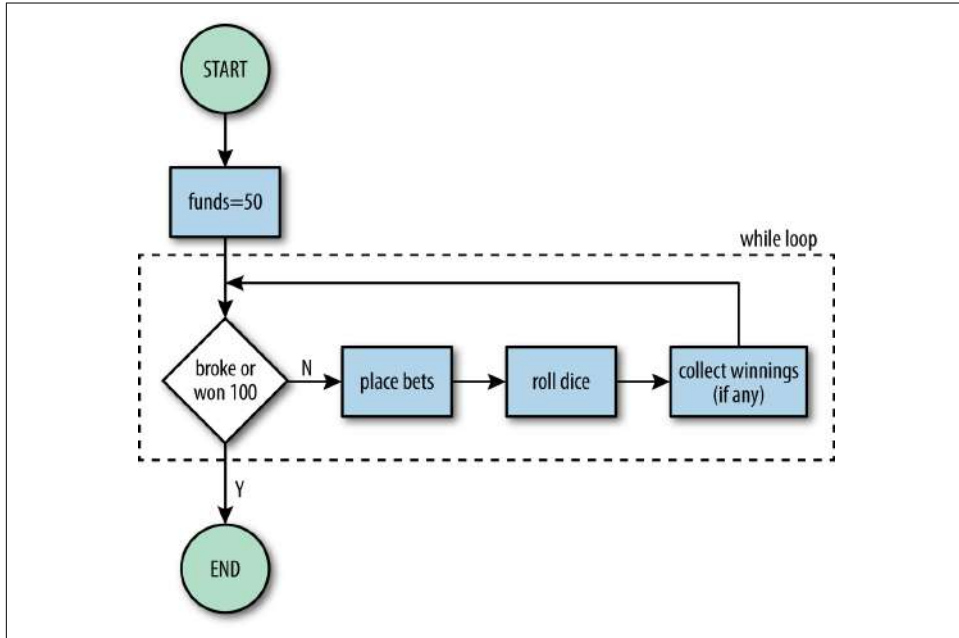 START
funds=50
while loop
broke or
won 100
N
place bets
roll dice
collect winnings
(if any)
Y
END